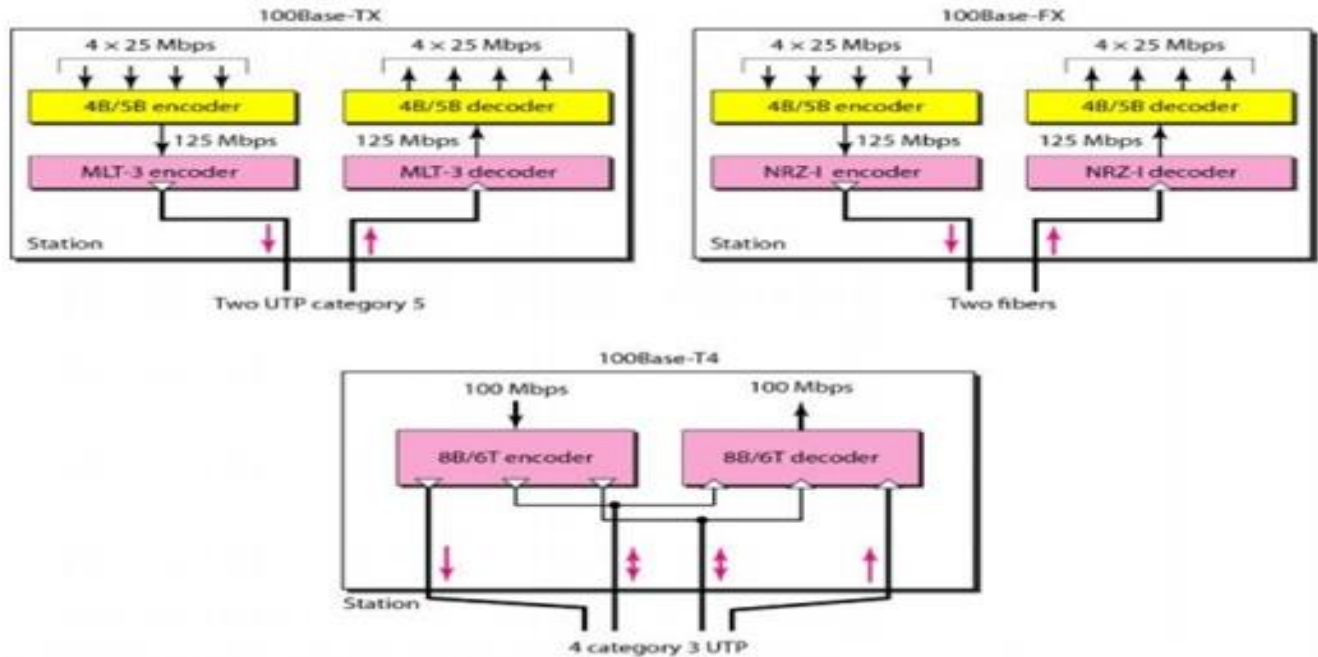 100Base-TX
4 × 25 Mbps
4 × 25 Mbps
4B/5B encoder
4B/5B decoder
125 Mbps
125 Mbps
MLT-3 encoder
MLT-3 decoder
Station
Two UTP category 5
100Base-FX
4 × 25 Mbps
4 × 25 Mbps
4B/5B encoder
4B/5B decoder
125 Mbps
125 Mbps
NRZ-I encoder
NRZ-I decoder
Station
Two fibers
100Base-T4
100 Mbps
100 Mbps
8B/6T encoder
8B/6T decoder
Station
4 category 3 UTP